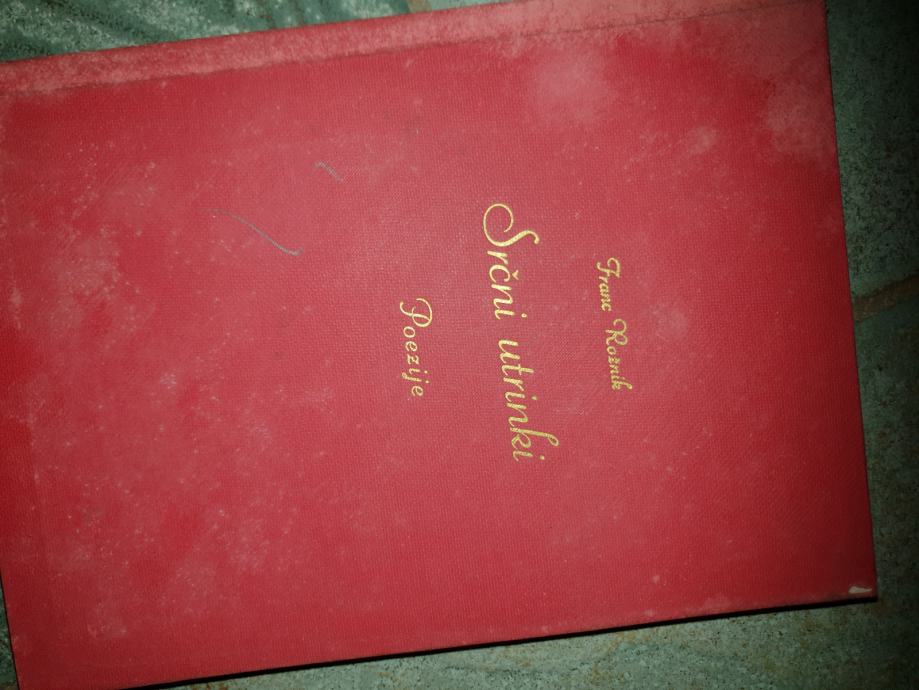 Franc Rožnik
Srčni utrinki
Poezije